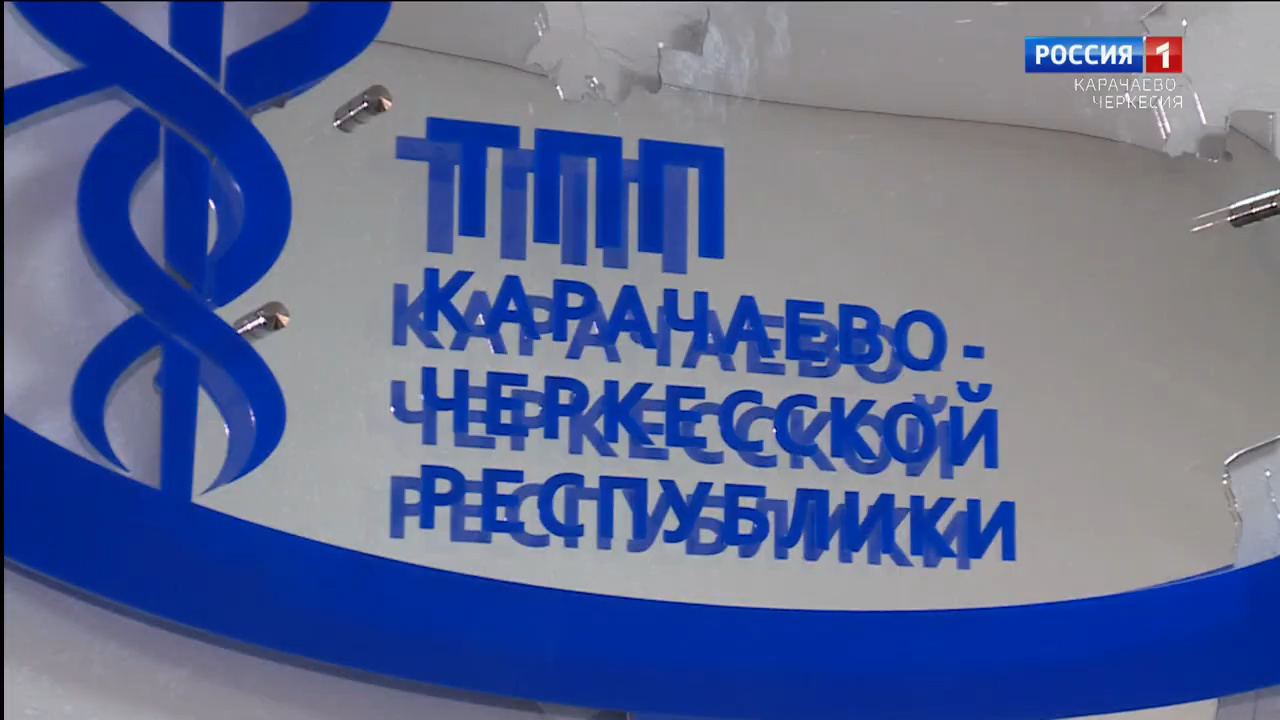 РОССИЯ 1
КАРАЧАЕВО
ЧЕРКЕСИЯ
ТПП
КАРАЧАЕВО-
ЧЕРКЕССКОЙ
РЕСПУБЛИКИ